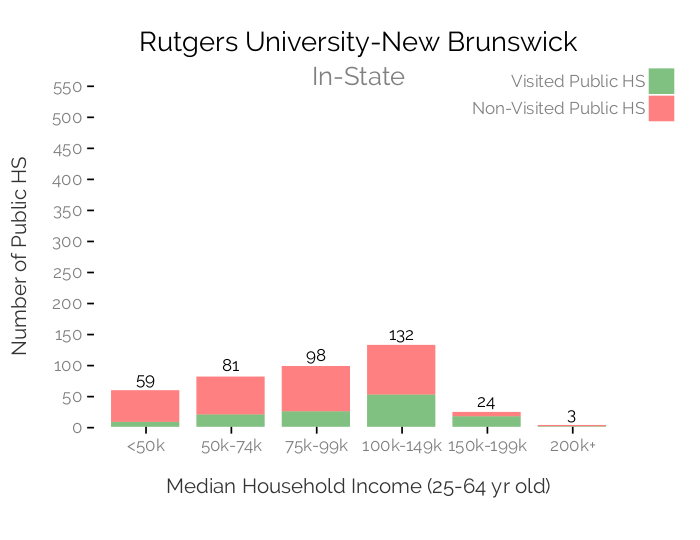 Rutgers University-New Brunswick
In-State
Visited Public HS
Non-Visited Public HS
Number of Public HS
550
500
450
400
350
300
250
200
150
100
50
0
59
81
98
132
24
3
<50k
50k-74k
75k-99k
100k-149k
150k-199k
200k+
Median Household Income (25-64 yr old)